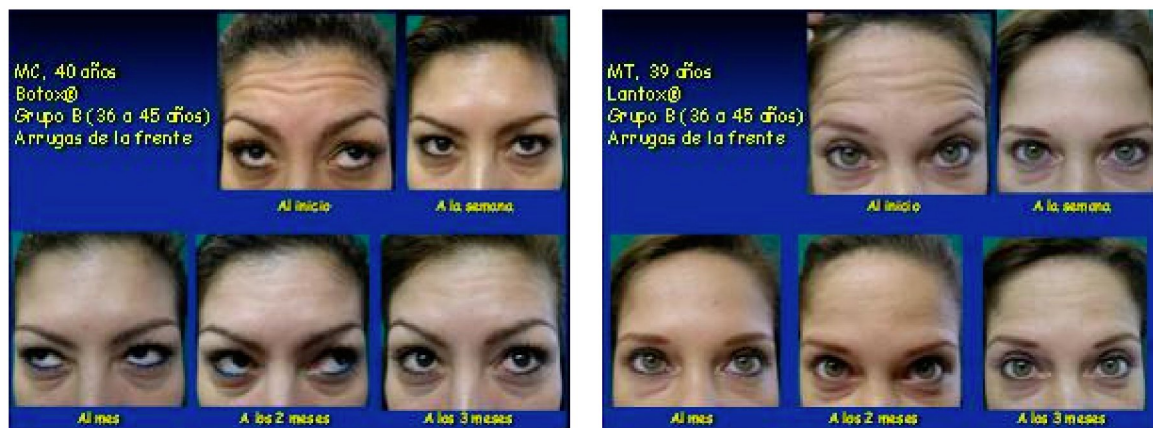 MC, 40 años
Botox®
Grupo B (36 a 45 años)
Arrugas de la frente
Al inicio
A la semana
Al mes
A los 2 meses
A los 3 meses
MT, 39 años
Lantox®
Grupo B (36 a 45 años)
Arrugas de la frente
Al inicio
A la semana
Al mes
A los 2 meses
A los 3 meses